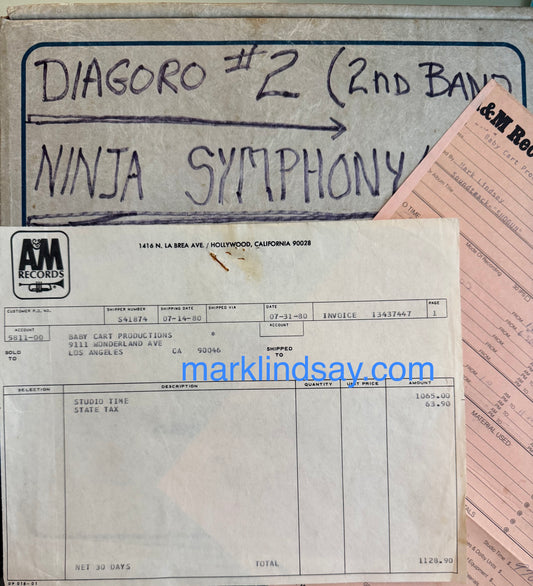 DIAGORO #2 (2ND BAND
NINJA SYMPHONY
A&M Rec
Baby Cart Pro
Mark Lindsay
Soundtrack- "SHOGUN"
A&M
RECORDS
1416 N. LA BREA AVE. / HOLLYWOOD, CALIFORNIA 90028
CUSTOMER P.O. NO.
SHIPPER NUMBER
SHIPPING DATE
SHIPPED VIA
DATE
PAGE
S41874
07-14-80
07-31-80
INVOICE
13437447
1
ACCOUNT
5811-00
ACCOUNT
SOLD
TO
BABY CART PRODUCTIONS *
9111 WONDERLAND AVE
LOS ANGELES CA 90046
SHIPPED
TO
marklindsay.com
SELECTION
DESCRIPTION
QUANTITY
UNIT PRICE
AMOUNT
STUDIO TIME 1065.00
STATE TAX 63.90
NET 30 DAYS TOTAL 1128.90
MATERIAL USED: